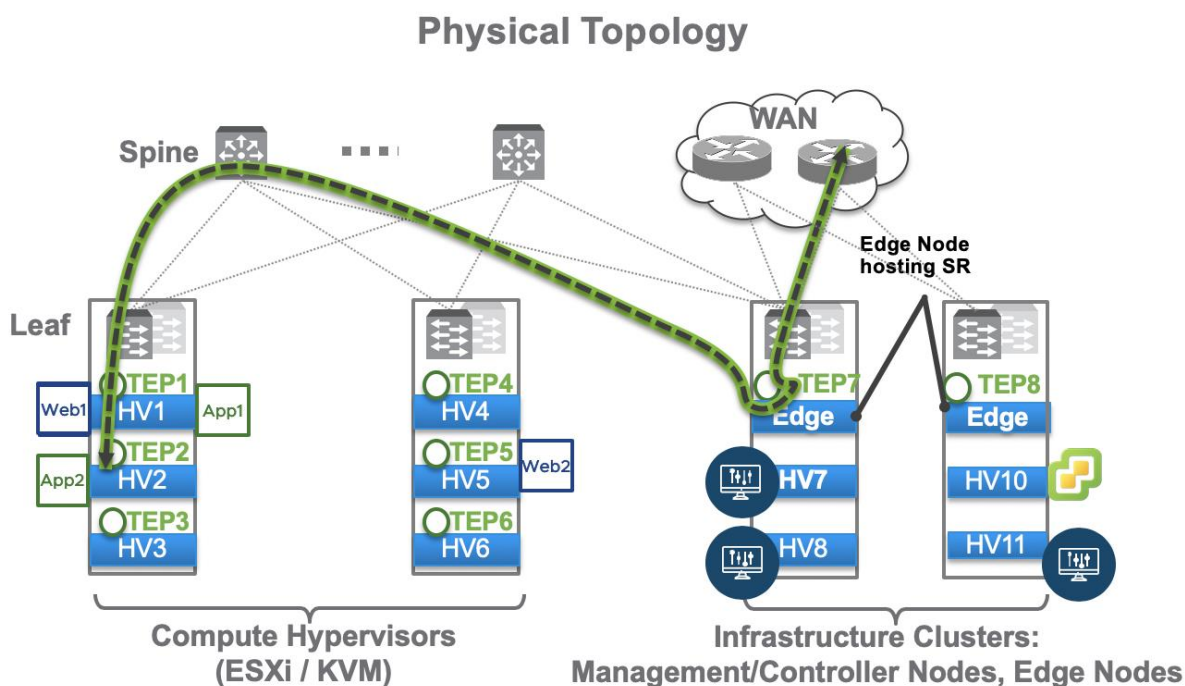 Physical Topology
WAN
Spine
Edge Node
hosting SR
Leaf
TEP1
TEP4
TEP7
TEP8
Web1
HV1
App1
HV4
Edge
Edge
TEP2
TEP5
App2
HV2
HV5
Web2
HV7
HV10
TEP3
TEP6
HV3
HV6
HV8
HV11
Compute Hypervisors
(ESXi / KVM)
Infrastructure Clusters:
Management/Controller Nodes, Edge Nodes